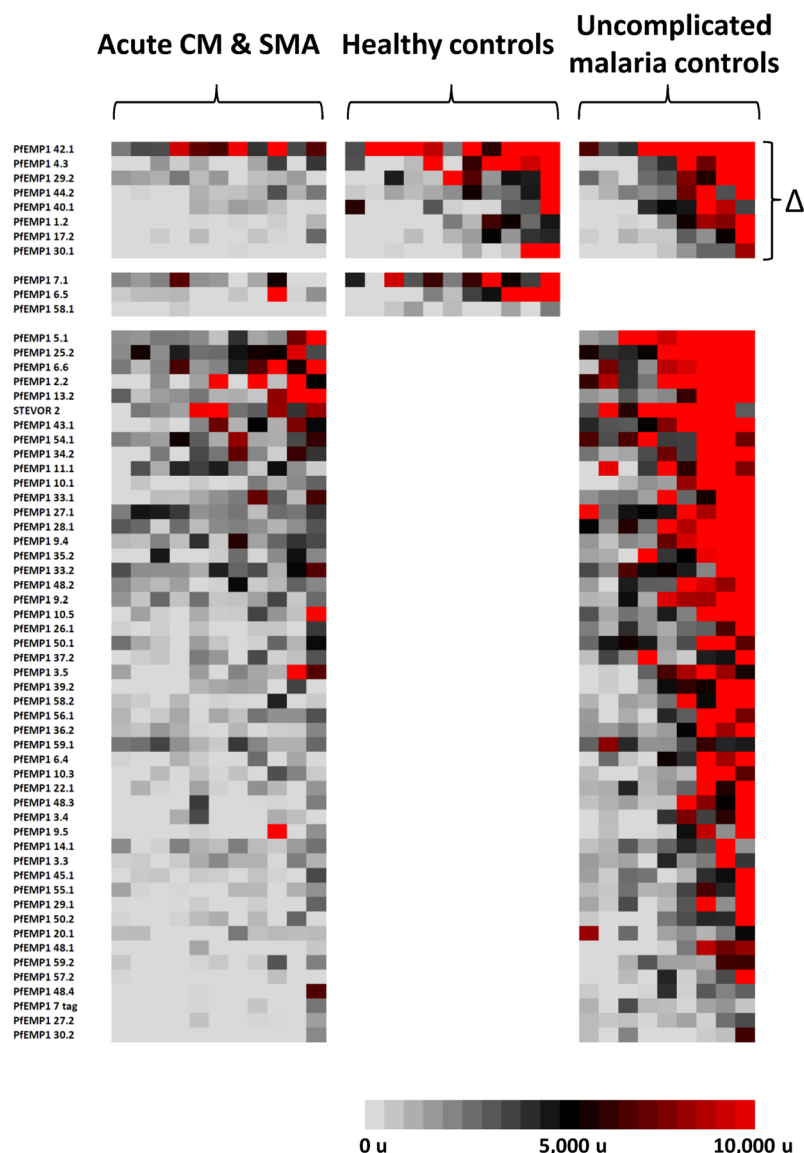 Acute CM & SMA
Healthy controls
Uncomplicated
malaria controls
PfEMP1 42.1
PfEMP1 4.3
PfEMP1 29.2
PfEMP1 44.2
PfEMP1 40.1
PfEMP1 1.2
PfEMP1 17.2
PfEMP1 30.1
Δ
PfEMP1 7.1
PfEMP1 6.5
PfEMP1 58.1
PfEMP1 5.1
PfEMP1 25.2
PfEMP1 6.6
PfEMP1 2.2
PfEMP1 13.2
STEVOR 2
PfEMP1 43.1
PfEMP1 54.1
PfEMP1 34.2
PfEMP1 11.1
PfEMP1 10.1
PfEMP1 33.1
PfEMP1 27.1
PfEMP1 28.1
PfEMP1 9.4
PfEMP1 35.2
PfEMP1 33.2
PfEMP1 48.2
PfEMP1 9.2
PfEMP1 10.5
PfEMP1 26.1
PfEMP1 50.1
PfEMP1 37.2
PfEMP1 3.5
PfEMP1 39.2
PfEMP1 58.2
PfEMP1 56.1
PfEMP1 36.2
PfEMP1 59.1
PfEMP1 6.4
PfEMP1 10.3
PfEMP1 22.1
PfEMP1 48.3
PfEMP1 3.4
PfEMP1 9.5
PfEMP1 14.1
PfEMP1 3.3
PfEMP1 45.1
PfEMP1 55.1
PfEMP1 29.1
PfEMP1 50.2
PfEMP1 20.1
PfEMP1 48.1
PfEMP1 59.2
PfEMP1 57.2
PfEMP1 48.4
PfEMP1 7 tag
PfEMP1 27.2
PfEMP1 30.2
0 u 5,000 u 10,000 u